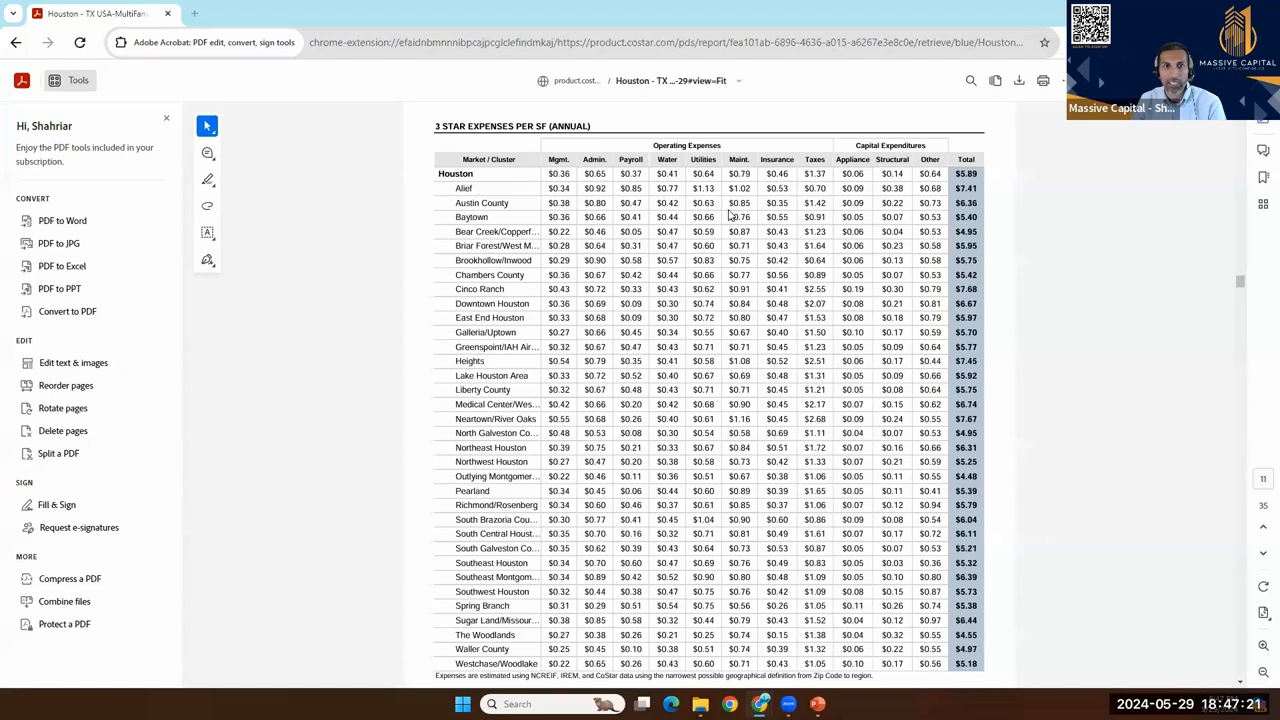 Houston - TX USA-MultiFam
Adobe Acrobat: PDF edit, convert, sign tools
SCAN TO SIGN UP
MASSIVE CAPITAL
Massive Capital - Sh...
Tools
product.cost...
/
Houston - TX ...-29#view=Fit
Hi, Shahriar
Enjoy the PDF tools included in your
subscription.
CONVERT
PDF to Word
PDF to JPG
PDF to Excel
PDF to PPT
Convert to PDF
EDIT
Edit text & images
Reorder pages
Rotate pages
Delete pages
Split a PDF
SIGN
Fill & Sign
Request e-signatures
MORE
Compress a PDF
Combine files
Protect a PDF
3 STAR EXPENSES PER SF (ANNUAL)
Operating Expenses Capital Expenditures
Market / Cluster Mgmt. Admin. Payroll Water Utilities Maint. Insurance Taxes Appliance Structural Other Total
Houston $0.36 $0.65 $0.37 $0.41 $0.64 $0.79 $0.46 $1.37 $0.06 $0.14 $0.64 $5.89
Alief $0.34 $0.92 $0.85 $0.77 $1.13 $1.02 $0.53 $0.70 $0.09 $0.38 $0.68 $7.41
Austin County $0.38 $0.80 $0.47 $0.42 $0.63 $0.85 $0.35 $1.42 $0.09 $0.22 $0.73 $6.36
Baytown $0.36 $0.66 $0.41 $0.44 $0.66 $0.76 $0.55 $0.91 $0.05 $0.07 $0.53 $5.40
Bear Creek/Copperf... $0.22 $0.46 $0.05 $0.47 $0.59 $0.87 $0.43 $1.23 $0.06 $0.04 $0.53 $4.95
Briar Forest/West M... $0.28 $0.64 $0.31 $0.47 $0.60 $0.71 $0.43 $1.64 $0.06 $0.23 $0.58 $5.95
Brookhollow/Inwood $0.29 $0.90 $0.58 $0.57 $0.83 $0.75 $0.42 $0.64 $0.06 $0.13 $0.58 $5.75
Chambers County $0.36 $0.67 $0.42 $0.44 $0.66 $0.77 $0.56 $0.89 $0.05 $0.07 $0.53 $5.42
Cinco Ranch $0.43 $0.72 $0.33 $0.43 $0.62 $0.91 $0.41 $2.55 $0.19 $0.30 $0.79 $7.68
Downtown Houston $0.36 $0.69 $0.09 $0.30 $0.74 $0.84 $0.48 $2.07 $0.08 $0.21 $0.81 $6.67
East End Houston $0.33 $0.68 $0.09 $0.30 $0.72 $0.80 $0.47 $1.53 $0.08 $0.18 $0.79 $5.97
Galleria/Uptown $0.27 $0.66 $0.45 $0.34 $0.55 $0.67 $0.40 $1.50 $0.10 $0.17 $0.59 $5.70
Greenspoint/IAH Air... $0.32 $0.67 $0.47 $0.43 $0.71 $0.71 $0.45 $1.23 $0.05 $0.09 $0.64 $5.77
Heights $0.54 $0.79 $0.35 $0.41 $0.58 $1.08 $0.52 $2.51 $0.06 $0.17 $0.44 $7.45
Lake Houston Area $0.33 $0.72 $0.52 $0.40 $0.67 $0.69 $0.48 $1.31 $0.05 $0.09 $0.66 $5.92
Liberty County $0.32 $0.67 $0.48 $0.43 $0.71 $0.71 $0.45 $1.21 $0.05 $0.08 $0.64 $5.75
Medical Center/Wes... $0.42 $0.66 $0.20 $0.42 $0.68 $0.90 $0.45 $2.17 $0.07 $0.15 $0.62 $6.74
Neartown/River Oaks $0.55 $0.68 $0.26 $0.40 $0.61 $1.16 $0.45 $2.68 $0.09 $0.24 $0.55 $7.67
North Galveston Co... $0.48 $0.53 $0.08 $0.30 $0.54 $0.58 $0.69 $1.11 $0.04 $0.07 $0.53 $4.95
Northeast Houston $0.39 $0.75 $0.21 $0.33 $0.67 $0.84 $0.51 $1.72 $0.07 $0.16 $0.66 $6.31
Northwest Houston $0.27 $0.47 $0.20 $0.38 $0.58 $0.73 $0.42 $1.33 $0.07 $0.21 $0.59 $5.25
Outlying Montgomer... $0.22 $0.46 $0.11 $0.36 $0.51 $0.67 $0.38 $1.06 $0.05 $0.11 $0.55 $4.48
Pearland $0.34 $0.45 $0.06 $0.44 $0.60 $0.89 $0.43 $1.65 $0.05 $0.11 $0.41 $5.39
Richmond/Rosenberg $0.34 $0.60 $0.46 $0.37 $0.61 $0.85 $0.37 $1.06 $0.07 $0.12 $0.94 $5.79
South Brazoria Cou... $0.30 $0.77 $0.41 $0.45 $1.04 $0.90 $0.60 $0.86 $0.09 $0.08 $0.54 $6.04
South Central Houst... $0.35 $0.70 $0.16 $0.32 $0.71 $0.81 $0.49 $1.61 $0.07 $0.17 $0.72 $6.11
South Galveston Co... $0.35 $0.62 $0.39 $0.43 $0.64 $0.73 $0.53 $0.87 $0.05 $0.07 $0.53 $5.21
Southeast Houston $0.34 $0.70 $0.60 $0.47 $0.69 $0.76 $0.49 $0.83 $0.05 $0.03 $0.36 $5.32
Southeast Montgom... $0.34 $0.89 $0.42 $0.52 $0.90 $0.80 $0.48 $1.09 $0.05 $0.10 $0.80 $6.39
Southwest Houston $0.32 $0.44 $0.38 $0.47 $0.75 $0.76 $0.42 $1.09 $0.08 $0.15 $0.87 $5.73
Spring Branch $0.31 $0.29 $0.51 $0.54 $0.75 $0.56 $0.26 $1.05 $0.11 $0.26 $0.74 $5.38
Sugar Land/Missour... $0.38 $0.85 $0.58 $0.32 $0.44 $0.79 $0.43 $1.52 $0.04 $0.12 $0.97 $6.44
The Woodlands $0.27 $0.38 $0.26 $0.21 $0.25 $0.74 $0.15 $1.38 $0.04 $0.32 $0.55 $4.55
Waller County $0.25 $0.45 $0.10 $0.38 $0.51 $0.74 $0.39 $1.32 $0.06 $0.22 $0.55 $4.97
Westchase/Woodlake $0.22 $0.65 $0.26 $0.43 $0.60 $0.71 $0.43 $1.05 $0.10 $0.17 $0.56 $5.18
Expenses are estimated using NCREIF, IREM, and CoStar data using the narrowest possible geographical definition from Zip Code to region.
11
35
Search
2024-05-29 18:47:21